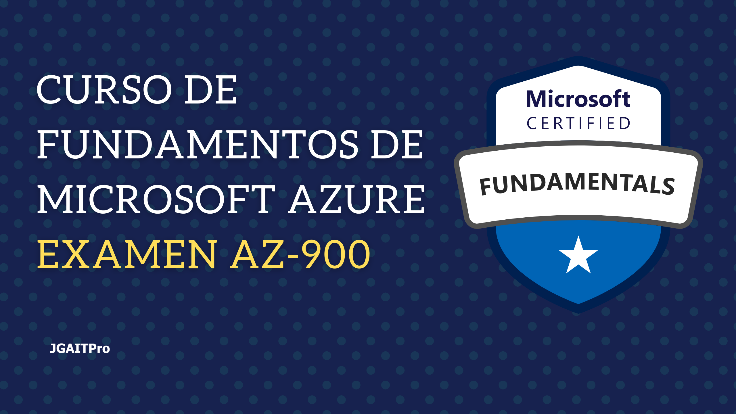 CURSO DE
FUNDAMENTOS DE
MICROSOFT AZURE
EXAMEN AZ-900
JGAITPro
Microsoft
CERTIFIED
FUNDAMENTALS